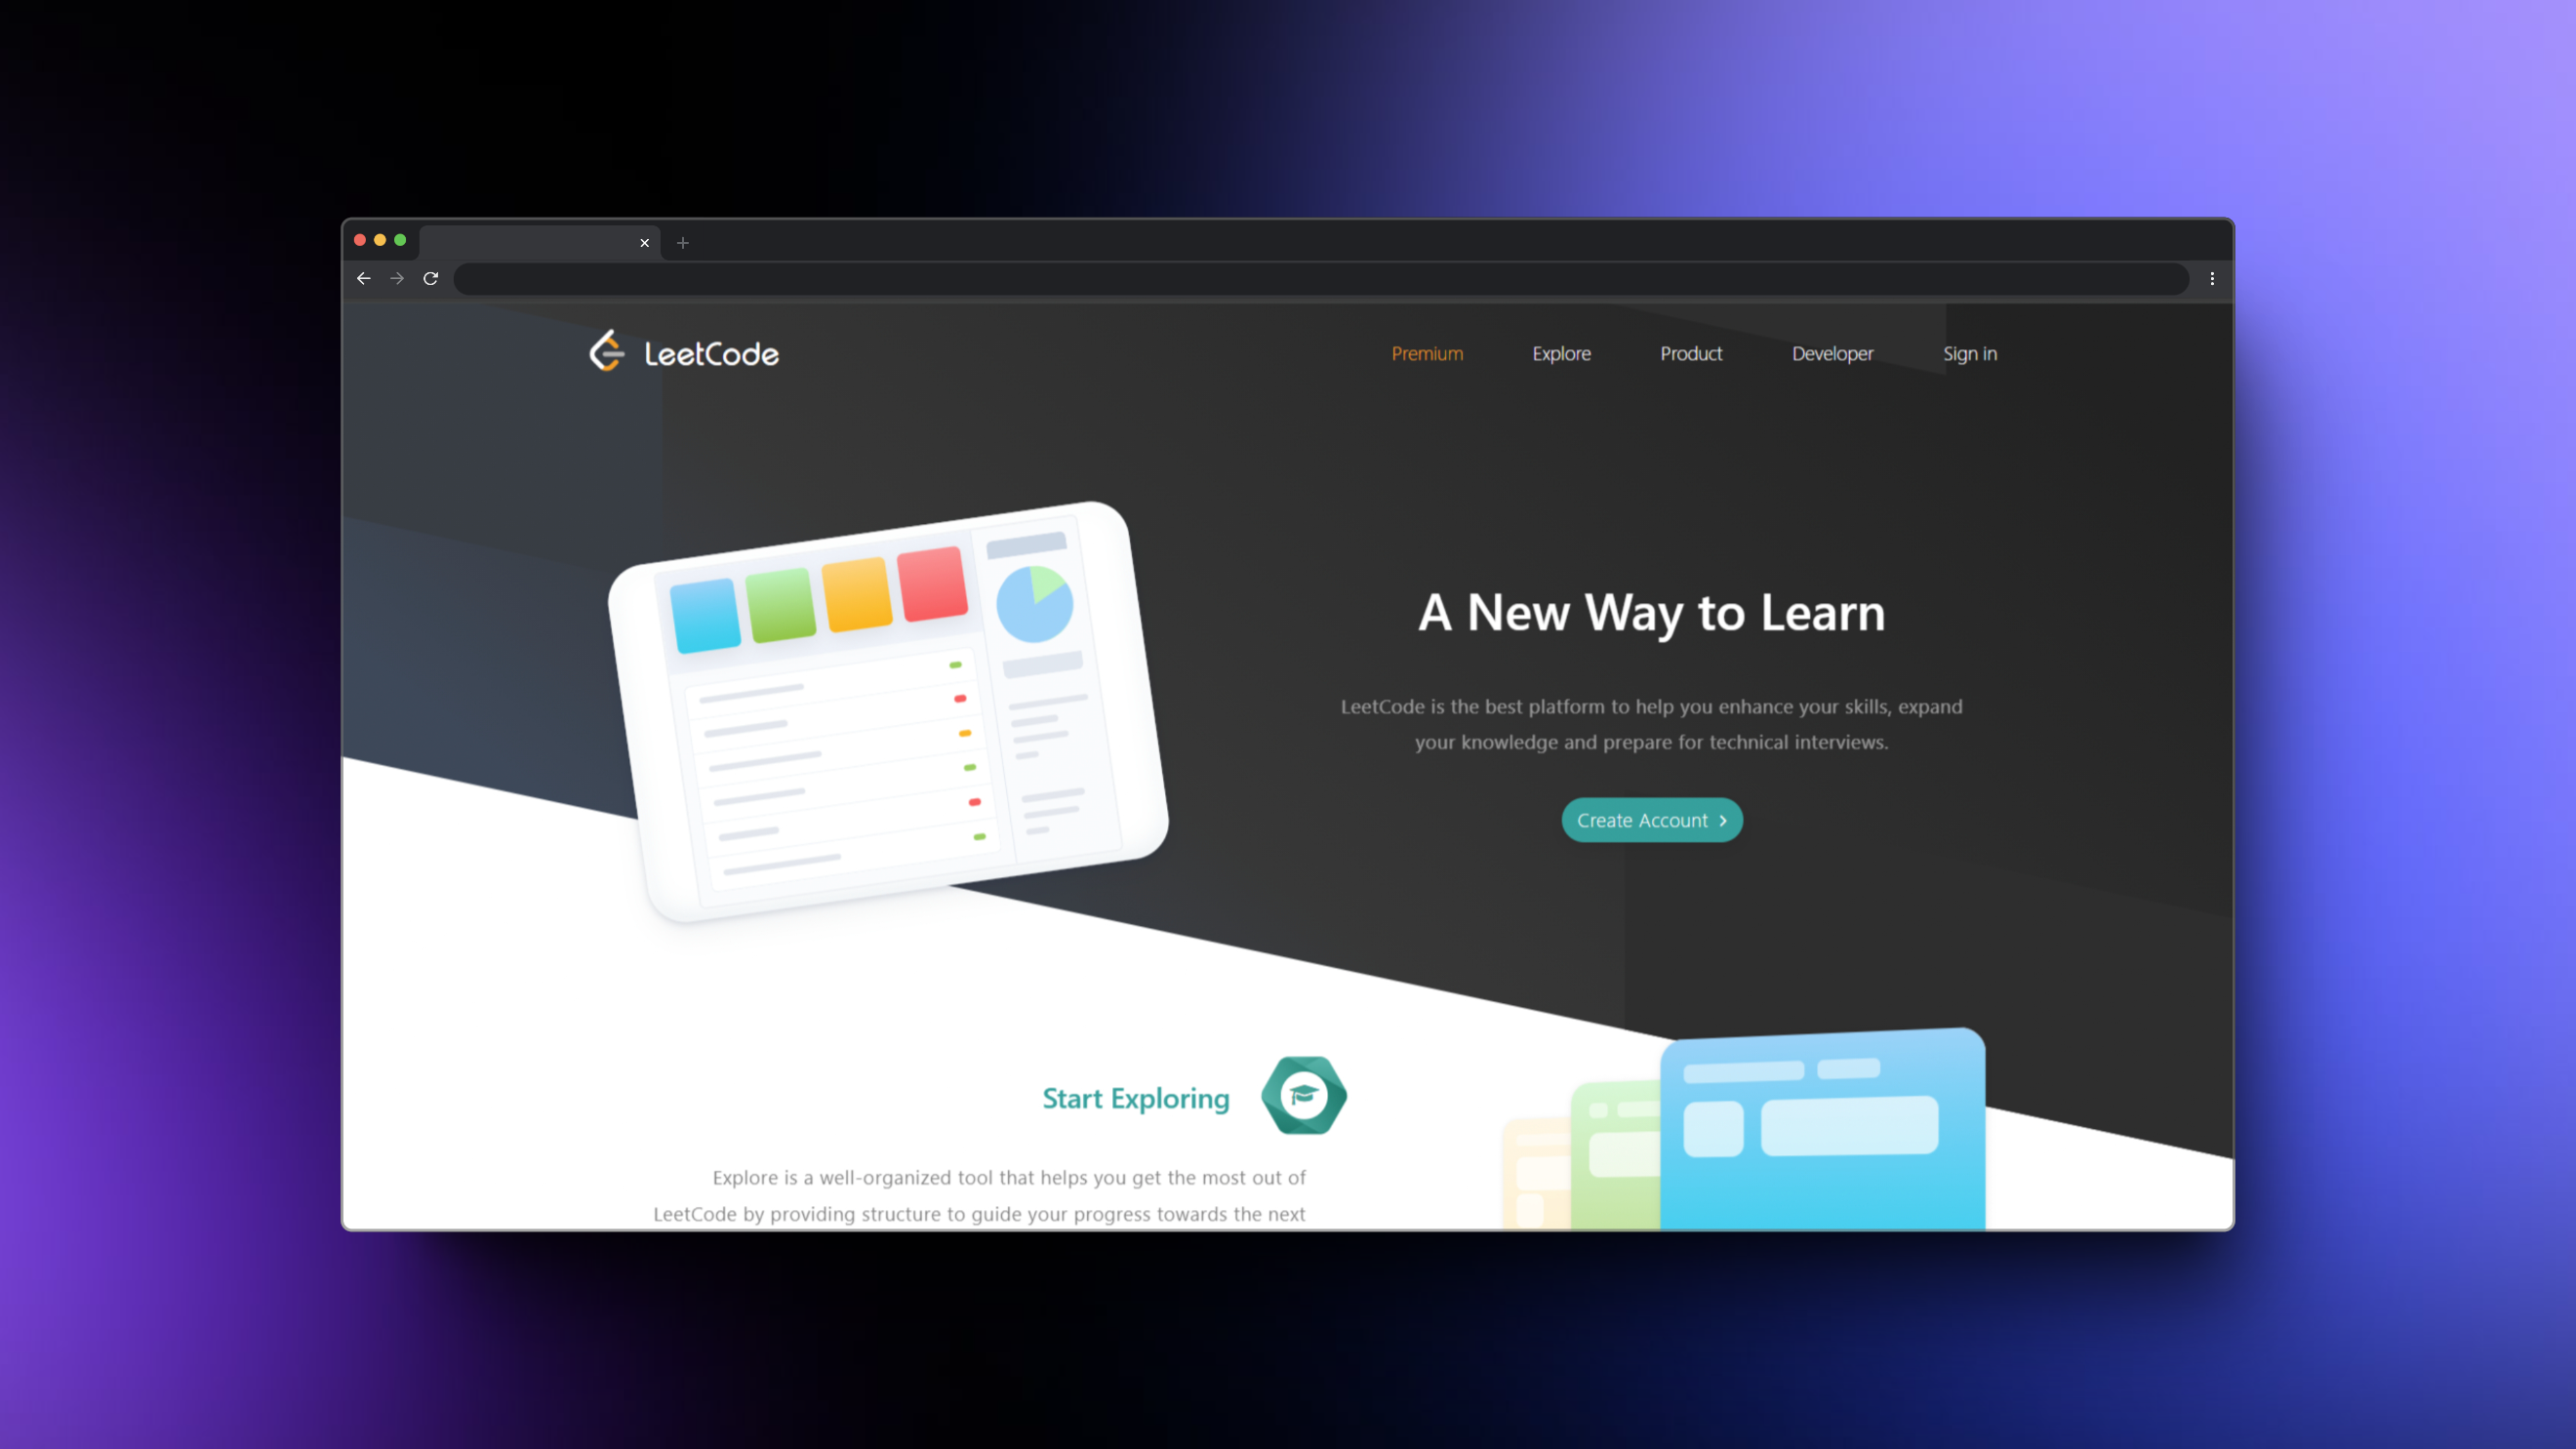 LeetCode
Premium
Explore
Product
Developer
Sign in
A New Way to Learn
LeetCode is the best platform to help you enhance your skills, expand
your knowledge and prepare for technical interviews.
Create Account
Start Exploring
Explore is a well-organized tool that helps you get the most out of
LeetCode by providing structure to guide your progress towards the next